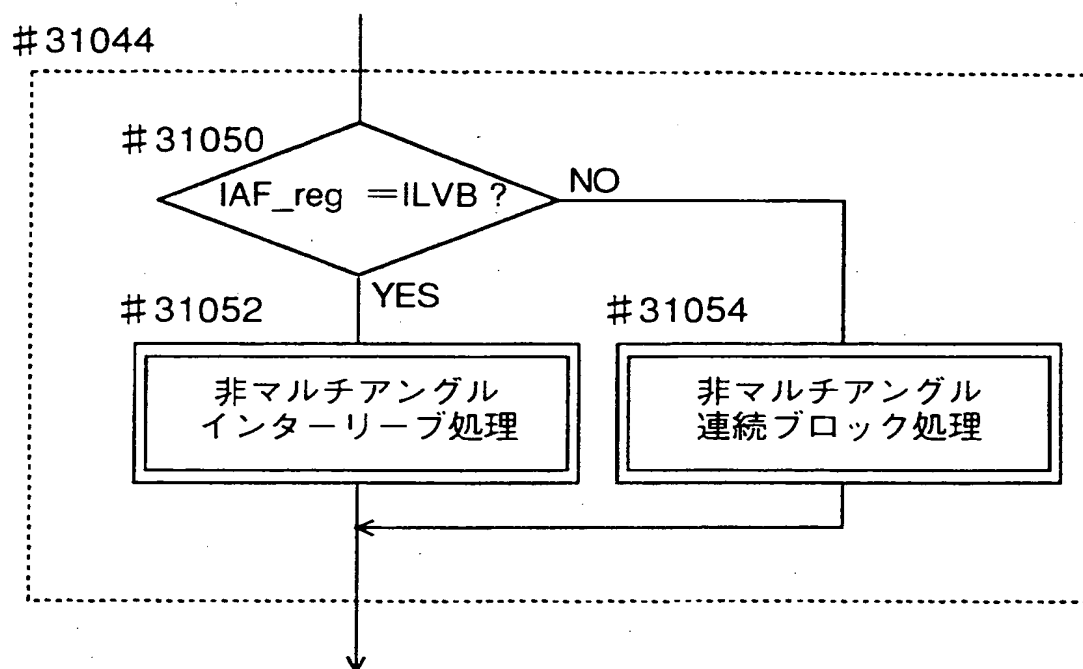 #31044
#31050
IAF_reg =ILVB ?
NO
YES
#31052
#31054
非マルチアングル
インターリーブ処理
非マルチアングル
連続ブロック処理